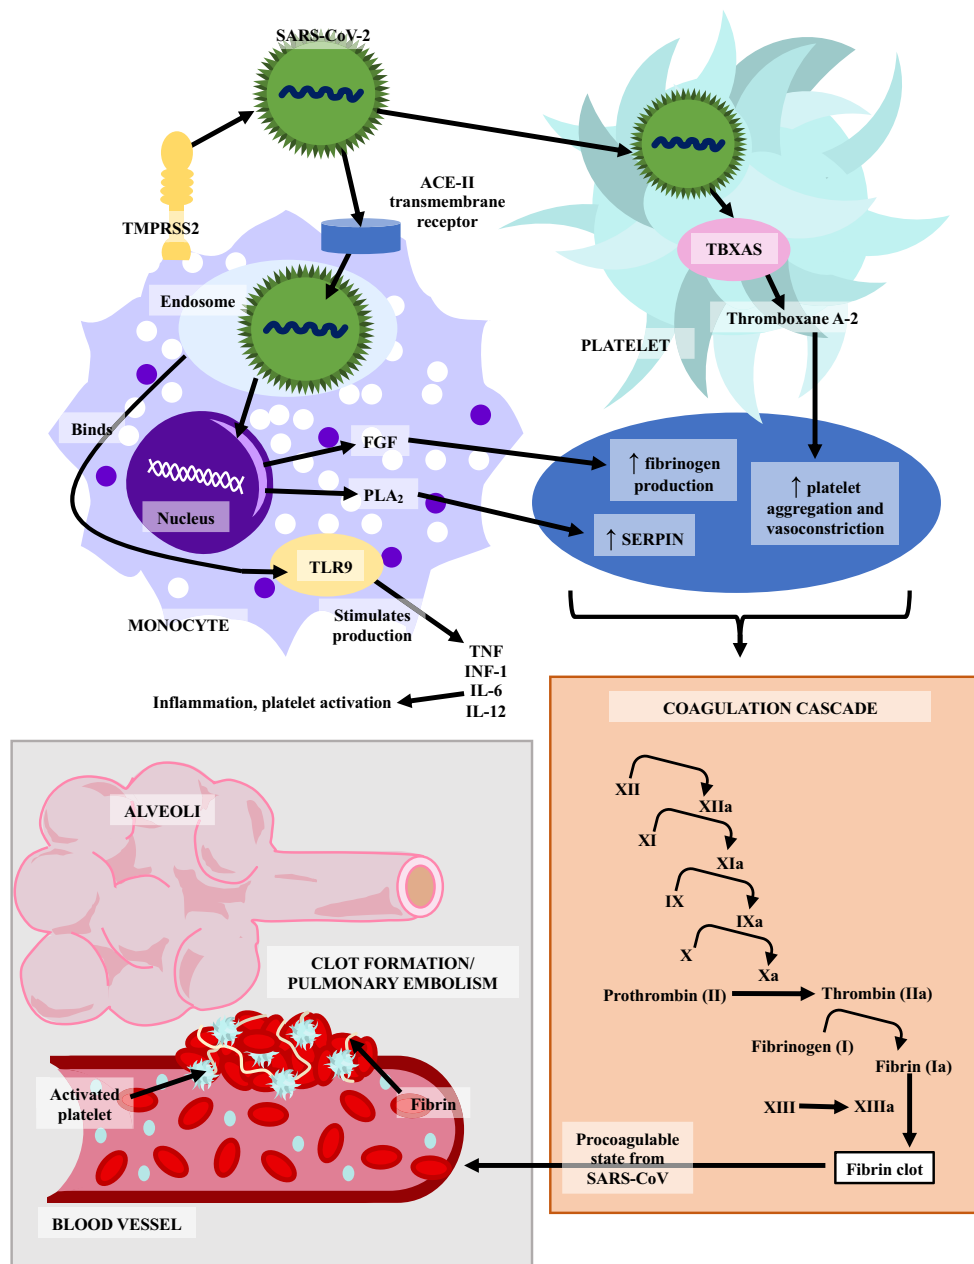 SARS-CoV-2
ACE-II
transmembrane
receptor
TMPRSS2
TBXAS
Endosome
Thromboxane A-2
PLATELET
Binds
FGF
↑ fibrinogen
production
PLA₂
↑ platelet
aggregation and
vasoconstriction
Nucleus
↑ SERPIN
TLR9
MONOCYTE
Stimulates
production
TNF
INF-1
IL-6
IL-12
Inflammation, platelet activation
COAGULATION CASCADE
XII
XIIa
XI
XIa
IX
IXa
X
Xa
Prothrombin (II)
Thrombin (IIa)
Fibrinogen (I)
Fibrin (Ia)
XIII
XIIIa
Fibrin clot
Procoagulable
state from
SARS-CoV
ALVEOLI
CLOT FORMATION/
PULMONARY EMBOLISM
Activated
platelet
Fibrin
BLOOD VESSEL